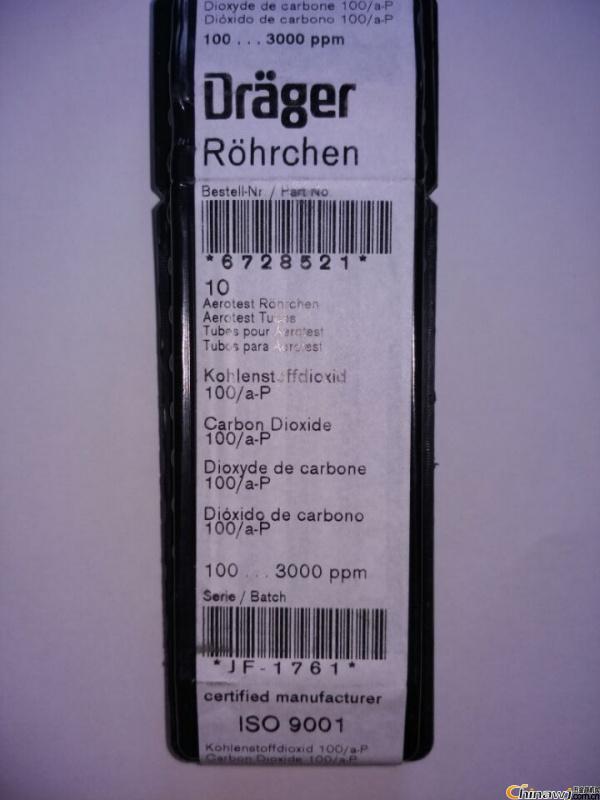 Dioxyde de carbone 100/a-P
Dióxido de carbono 100/a-P
100 ... 3000 ppm
Dräger
Röhrchen
Bestell-Nr / Part No
*6728521*
10
Aerotest Röhrchen
Aerotest Tubes
Tubes pour Aerotest
Tubes para Aerotest
Kohlenstoffdioxid
100/a-P
Carbon Dioxide
100/a-P
Dioxyde de carbone
100/a-P
Dióxido de carbono
100/a-P
100 ... 3000 ppm
Serie / Batch
*JF-1761*
certified manufacturer
ISO 9001
Kohlenstoffdioxid 100/a-P
Carbon Dioxide 100/a-P